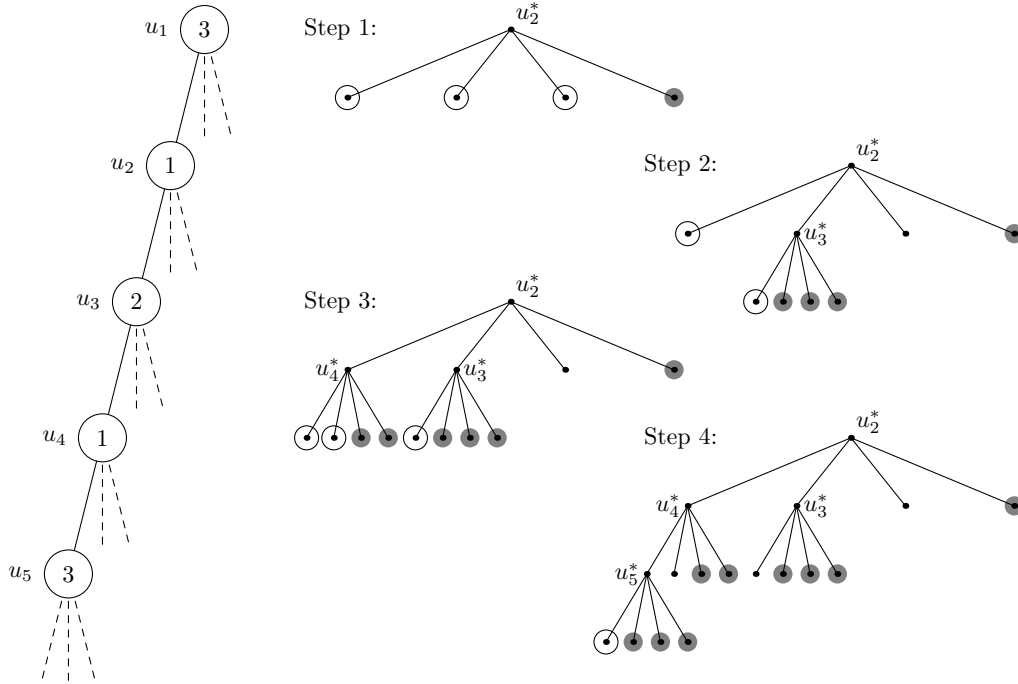 u₁ 3
u₂ 1
u₃ 2
u₄ 1
u₅ 3
Step 1:
u₂*
Step 2:
u₂*
u₃*
Step 3:
u₂*
u₄* u₃*
Step 4:
u₂*
u₄* u₃*
u₅*